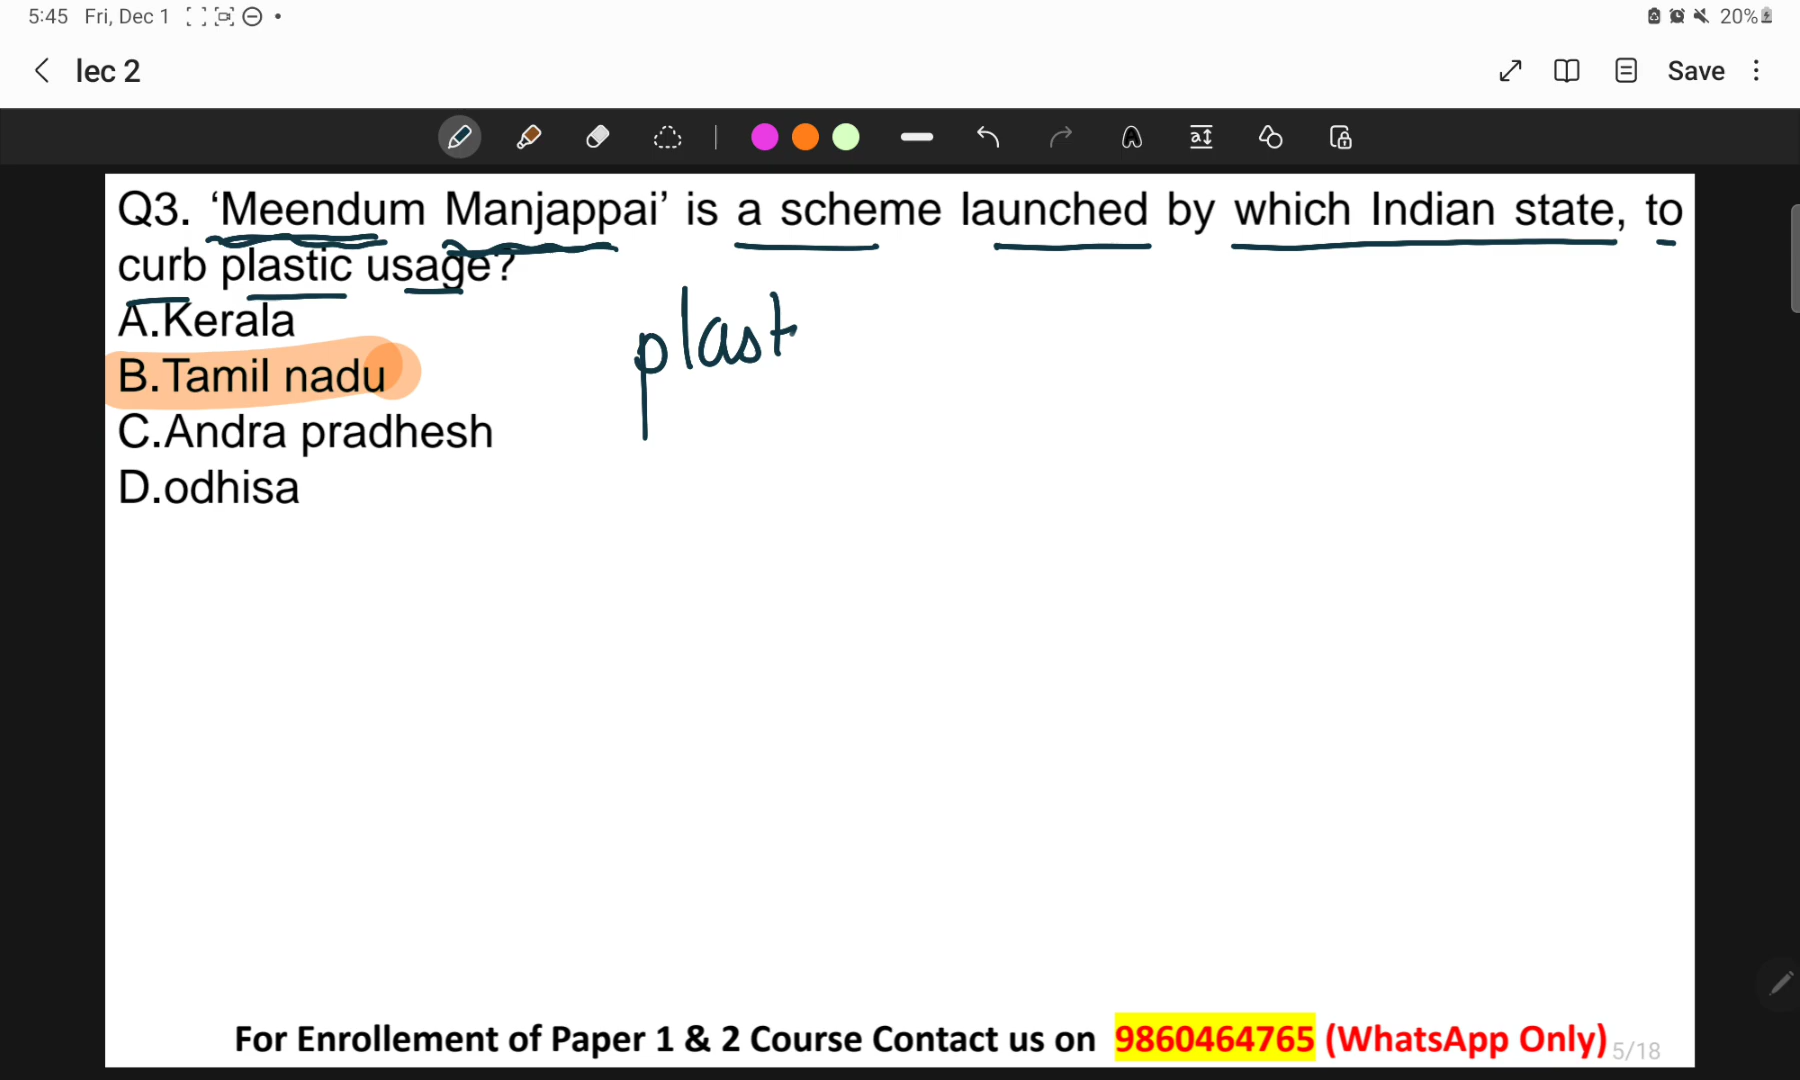 5:45 Fri, Dec 1 20%
lec 2 Save
Q3. ‘Meendum Manjappai’ is a scheme launched by which Indian state, to
curb plastic usage?
A.Kerala
B.Tamil nadu
C.Andra pradhesh
D.odhisa
plast
For Enrollement of Paper 1 & 2 Course Contact us on 9860464765 (WhatsApp Only)
5/18